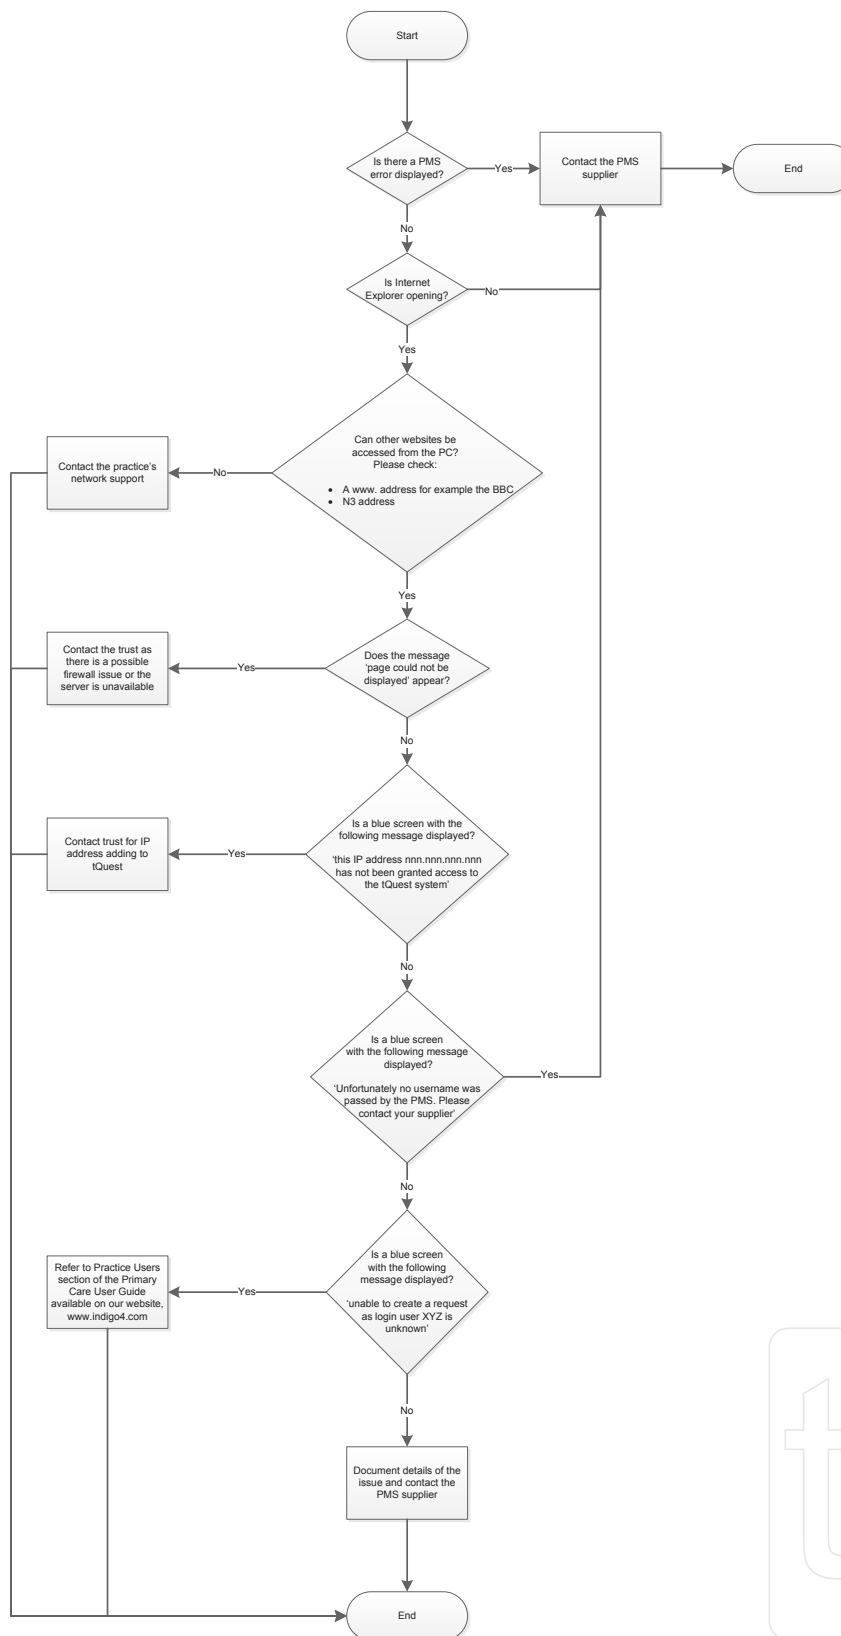 Start
Is there a PMS
error displayed?
Yes
Contact the PMS
supplier
End
No
Is Internet
Explorer opening?
No
Yes
Can other websites be
accessed from the PC?
Please check:
• A www. address for example the BBC
• N3 address
No
Contact the practice's
network support
Yes
Does the message
'page could not be
displayed' appear?
Yes
Contact the trust as
there is a possible
firewall issue or the
server is unavailable
No
Is a blue screen with the
following message displayed?
'this IP address nnn.nnn.nnn.nnn
has not been granted access to
the tQuest system'
Yes
Contact trust for IP
address adding to
tQuest
No
Is a blue screen
with the following message
displayed?
'Unfortunately no username was
passed by the PMS. Please
contact your supplier'
Yes
No
Is a blue screen
with the following
message displayed?
'unable to create a request
as login user XYZ is
unknown'
Yes
Refer to Practice Users
section of the Primary
Care User Guide
available on our website,
www.indigo4.com
No
Document details of the
issue and contact the
PMS supplier
End
t